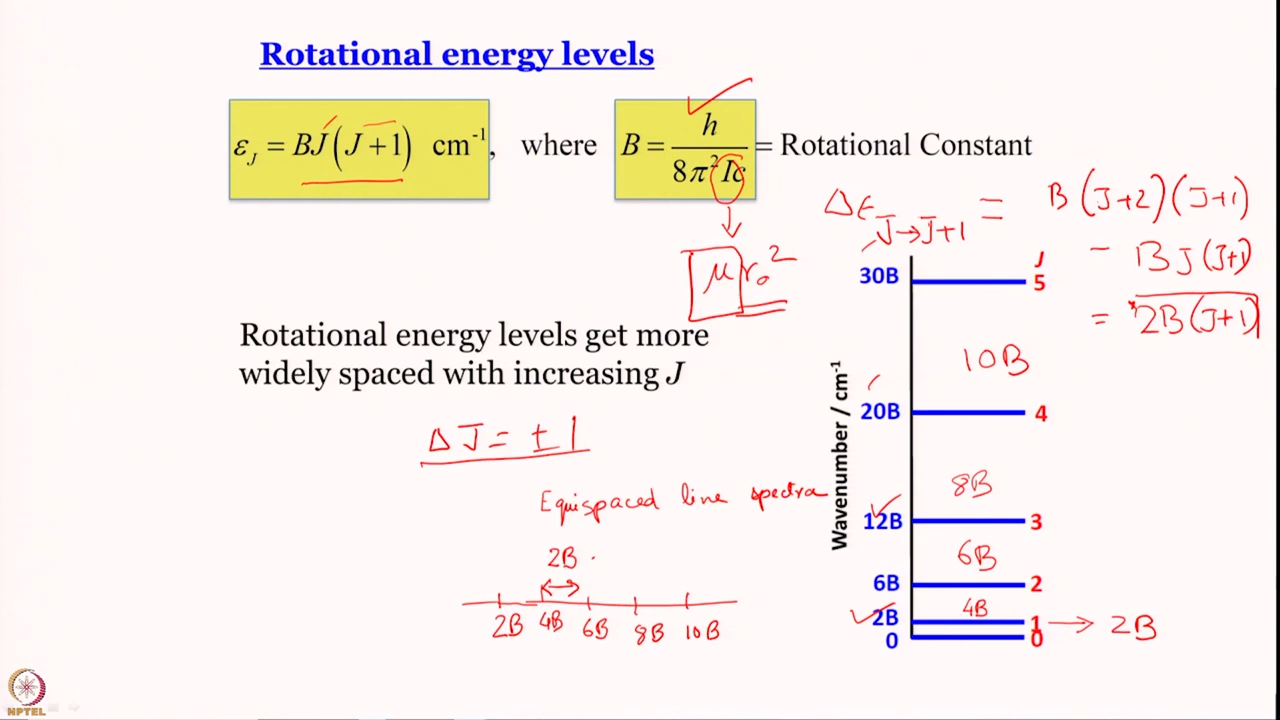 Rotational energy levels
ε_J = BJ(J+1) cm⁻¹, where B = h / 8π²Ic = Rotational Constant
μr₀²
Δε_J→J+1 = B(J+2)(J+1)
- BJ(J+1)
= 2B(J+1)
Rotational energy levels get more
widely spaced with increasing J
ΔJ = ±1
Equispaced line spectra
2B
2B 4B 6B 8B 10B
Wavenumber / cm⁻¹
J
30B 5
10B
20B 4
8B
12B 3
6B
6B 2
4B
2B 1 → 2B
0 0
NPTEL